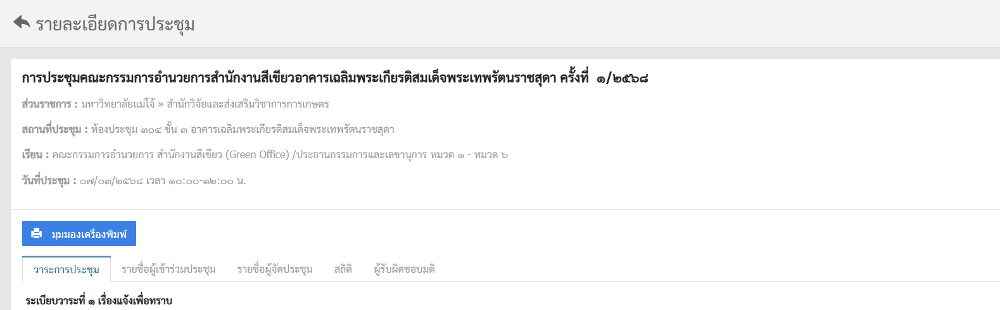 รายละเอียดการประชุม
การประชุมคณะกรรมการอำนวยการสำนักงานสีเขียวอาคารเฉลิมพระเกียรติสมเด็จพระเทพรัตนราชสุดา ครั้งที่ ๑/๒๕๖๘
ส่วนราชการ : มหาวิทยาลัยแม่โจ้ » สำนักวิจัยและส่งเสริมวิชาการการเกษตร
สถานที่ประชุม : ห้องประชุม ๓๐๔ ชั้น ๓ อาคารเฉลิมพระเกียรติสมเด็จพระเทพรัตนราชสุดา
เรียน : คณะกรรมการอำนวยการ สำนักงานสีเขียว (Green Office) /ประธานกรรมการและเลขานุการ หมวด ๑ - หมวด ๖
วันที่ประชุม : ๐๗/๐๓/๒๕๖๘ เวลา ๑๐:๐๐-๑๒:๐๐ น.
มุมมองเครื่องพิมพ์
วาระการประชุม รายชื่อผู้เข้าร่วมประชุม รายชื่อผู้จัดประชุม สถิติ ผู้รับผิดชอบมติ
ระเบียบวาระที่ ๑ เรื่องแจ้งเพื่อทราบ